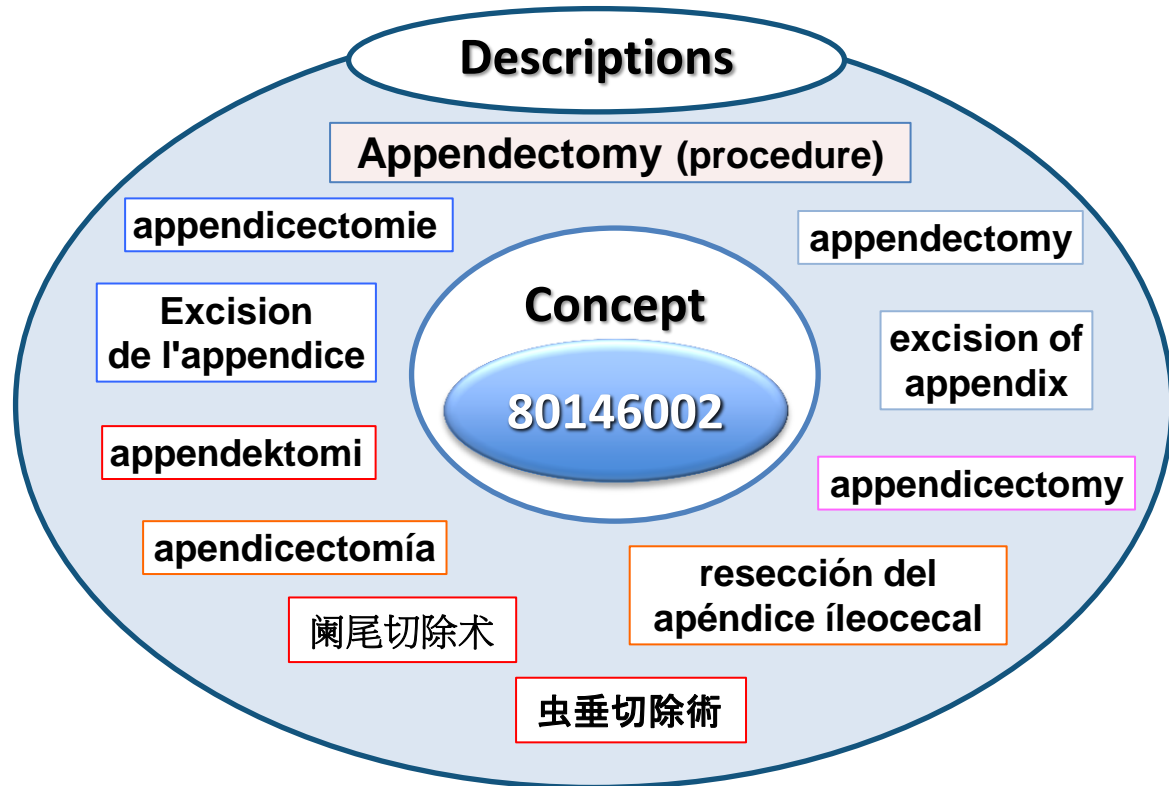 Descriptions
Appendectomy (procedure)
appendicectomie
appendectomy
Concept
Excision
de l'appendice
excision of
appendix
80146002
appendektomi
appendicectomy
apendicectomía
resección del
apéndice íleocecal
阑尾切除术
虫垂切除術